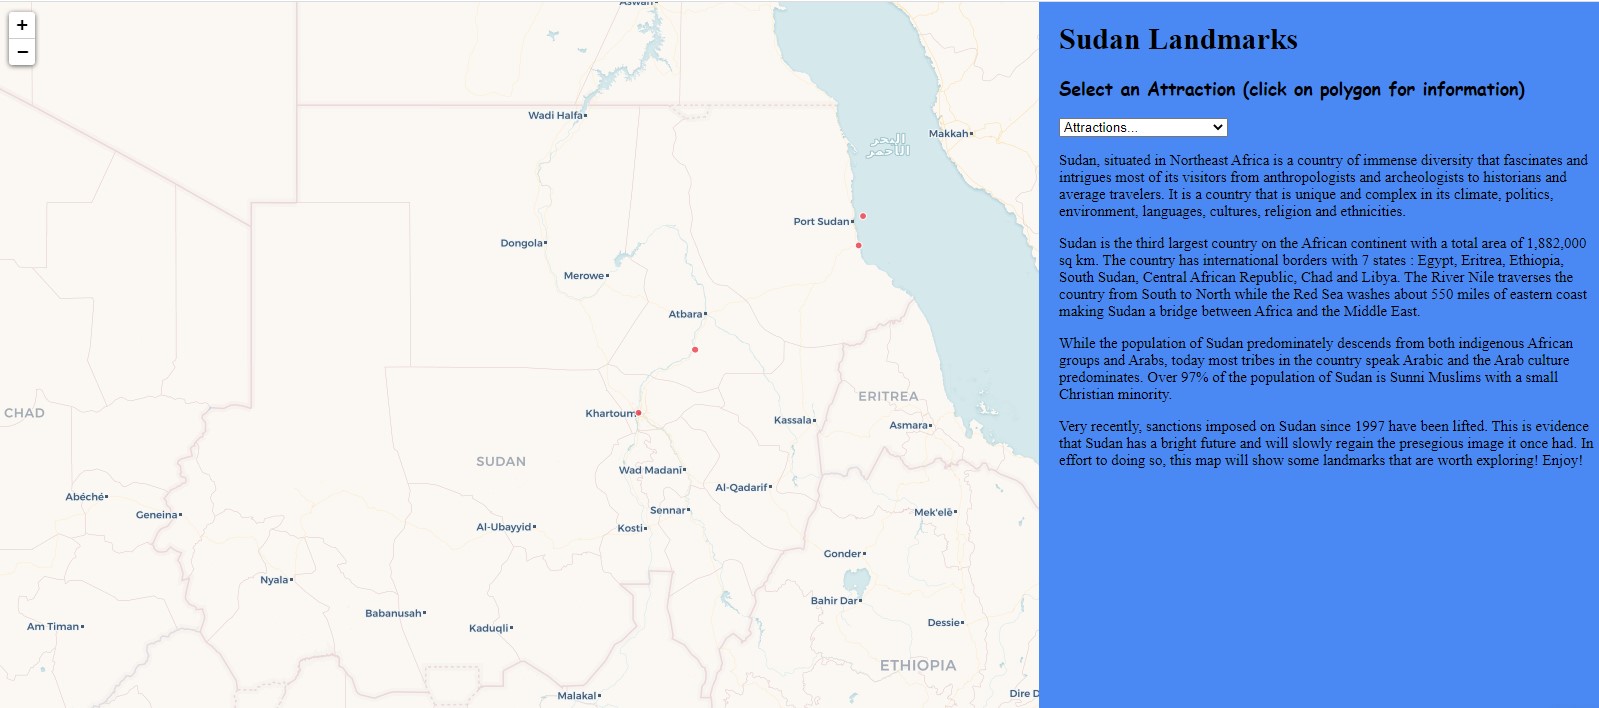 +
−
Aswan
Wadi Halfa
البحر
الأحمر
Makkah
Port Sudan
Dongola
Merowe
Atbara
CHAD
Khartoum
ERITREA
Kassala
Asmara
SUDAN
Wad Madanī
Al-Qadarif
Abéché
Geneina
Sennar
Mek'elē
Al-Ubayyid
Kosti
Gonder
Nyala
Bahir Dar
Babanusah
Am Timan
Kaduqli
Dessie
ETHIOPIA
Malakal
Dire D
Sudan Landmarks
Select an Attraction (click on polygon for information)
Attractions...
Sudan, situated in Northeast Africa is a country of immense diversity that fascinates and
intrigues most of its visitors from anthropologists and archeologists to historians and
average travelers. It is a country that is unique and complex in its climate, politics,
environment, languages, cultures, religion and ethnicities.
Sudan is the third largest country on the African continent with a total area of 1,882,000
sq km. The country has international borders with 7 states : Egypt, Eritrea, Ethiopia,
South Sudan, Central African Republic, Chad and Libya. The River Nile traverses the
country from South to North while the Red Sea washes about 550 miles of eastern coast
making Sudan a bridge between Africa and the Middle East.
While the population of Sudan predominately descends from both indigenous African
groups and Arabs, today most tribes in the country speak Arabic and the Arab culture
predominates. Over 97% of the population of Sudan is Sunni Muslims with a small
Christian minority.
Very recently, sanctions imposed on Sudan since 1997 have been lifted. This is evidence
that Sudan has a bright future and will slowly regain the presegious image it once had. In
effort to doing so, this map will show some landmarks that are worth exploring! Enjoy!